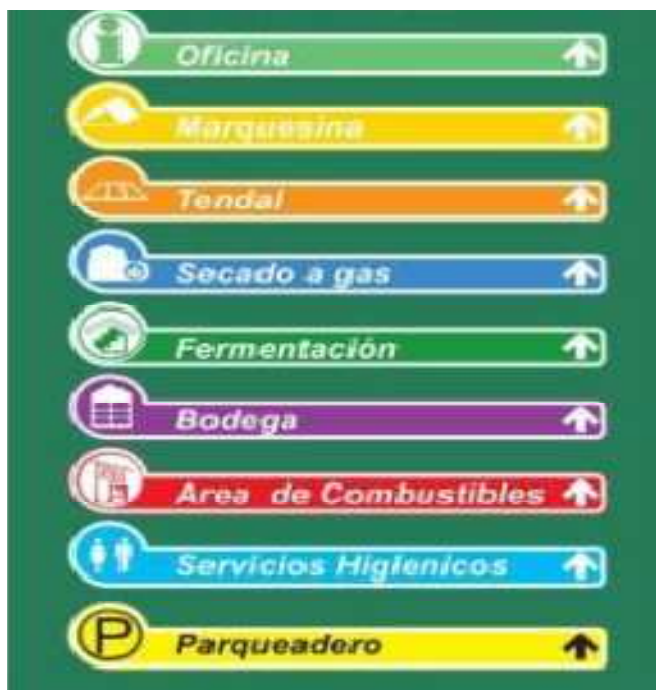 Oficina
Marquesina
Tendal
Secado a gas
Fermentación
Bodega
Area de Combustibles
Servicios Higienicos
P Parqueadero